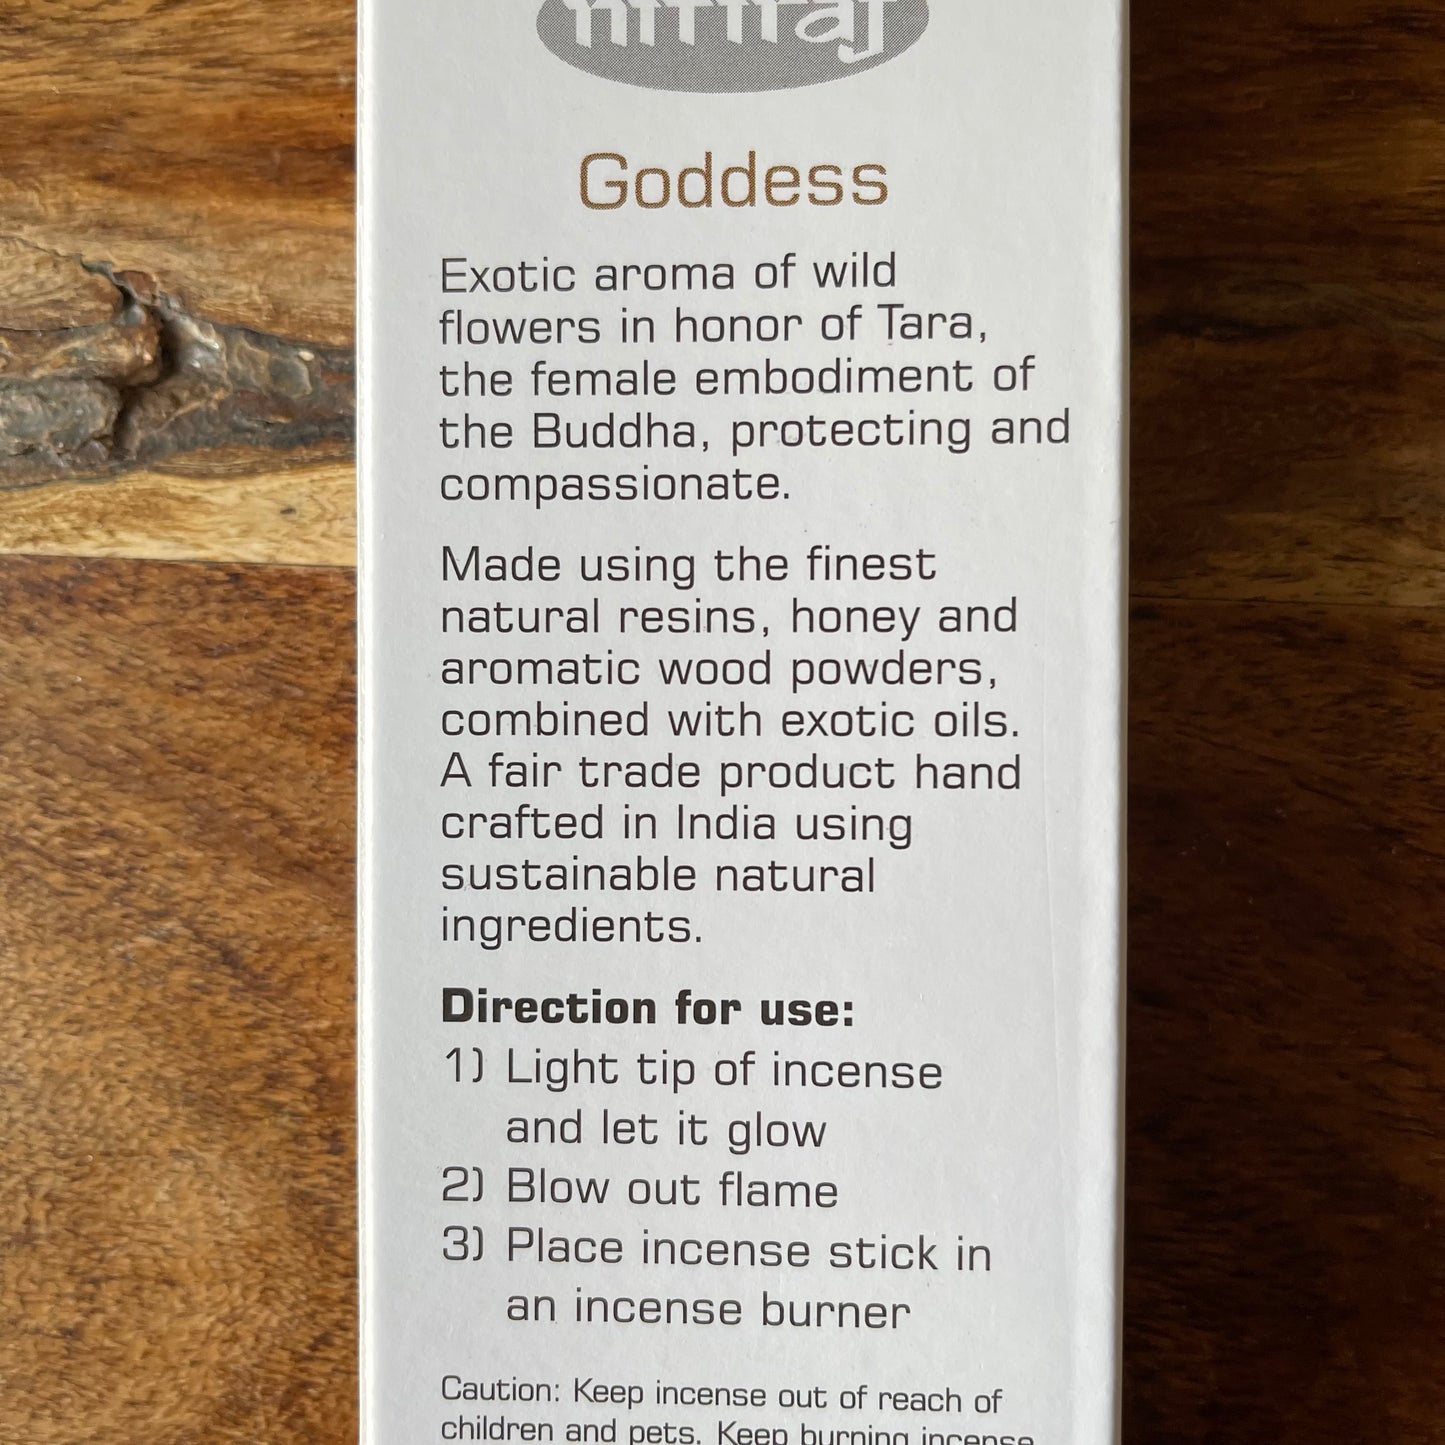 nitiraj
Goddess
Exotic aroma of wild
flowers in honor of Tara,
the female embodiment of
the Buddha, protecting and
compassionate.
Made using the finest
natural resins, honey and
aromatic wood powders,
combined with exotic oils.
A fair trade product hand
crafted in India using
sustainable natural
ingredients.
Direction for use:
1) Light tip of incense
and let it glow
2) Blow out flame
3) Place incense stick in
an incense burner
Caution: Keep incense out of reach of
children and pets. Keep burning incense